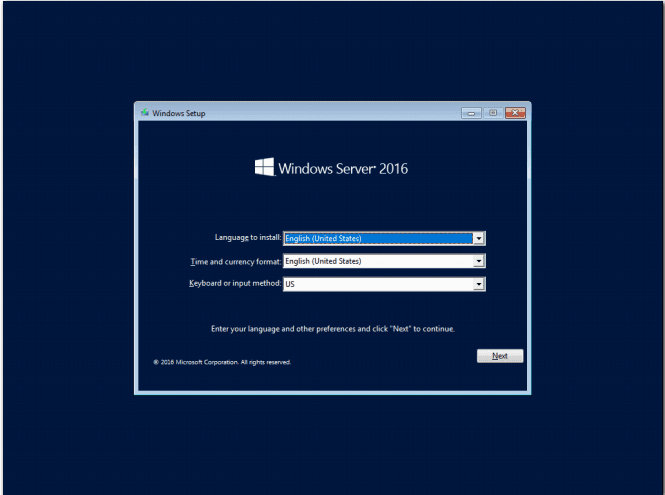 Windows Setup
Windows Server® 2016
Language to install: English (United States)
Time and currency format: English (United States)
Keyboard or input method: US
Enter your language and other preferences and click "Next" to continue.
Next
© 2016 Microsoft Corporation. All rights reserved.